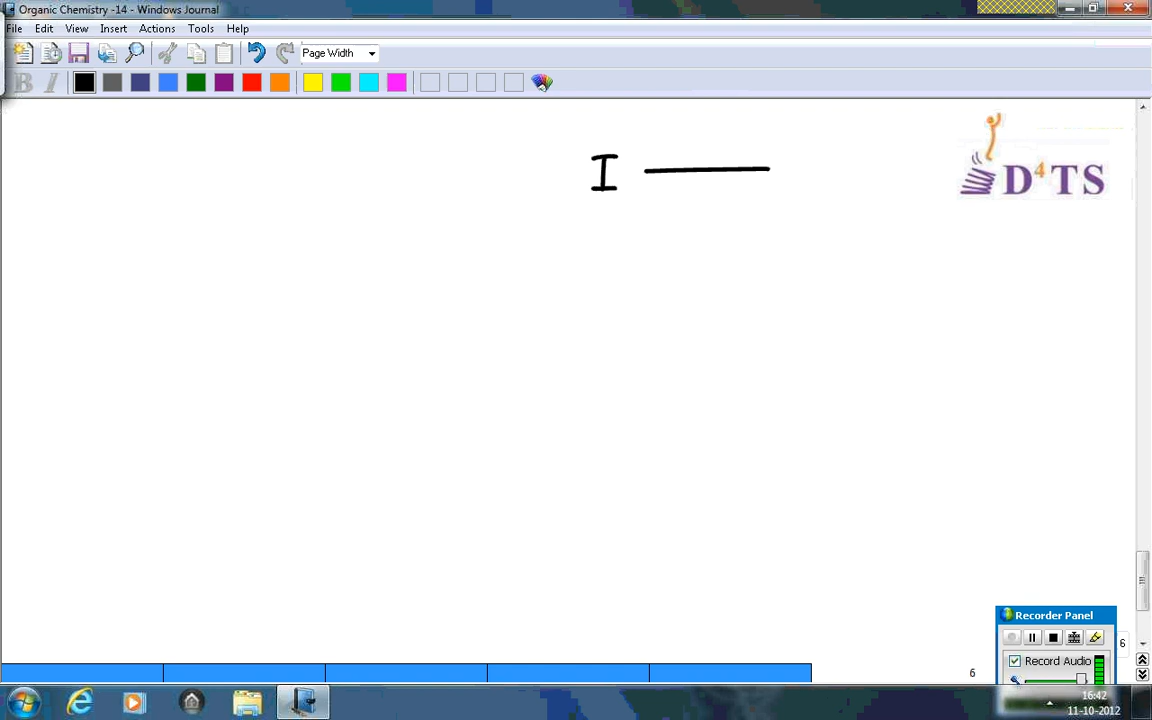 Organic Chemistry -14 - Windows Journal
File Edit View Insert Actions Tools Help
Page Width
B I
I —
D4TS
Recorder Panel
6
Record Audio
6
16:42
11-10-2012